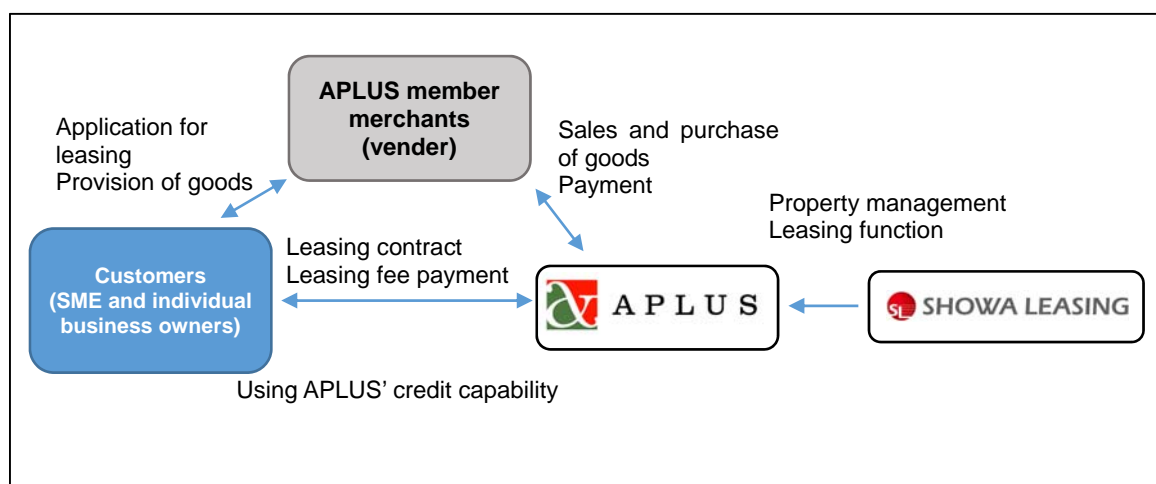 APLUS member
merchants
(vender)
Application for
leasing
Provision of goods
Sales and purchase
of goods
Payment
Property management
Leasing function
Customers
(SME and individual
business owners)
Leasing contract
Leasing fee payment
APLUS
SL SHOWA LEASING
Using APLUS’ credit capability